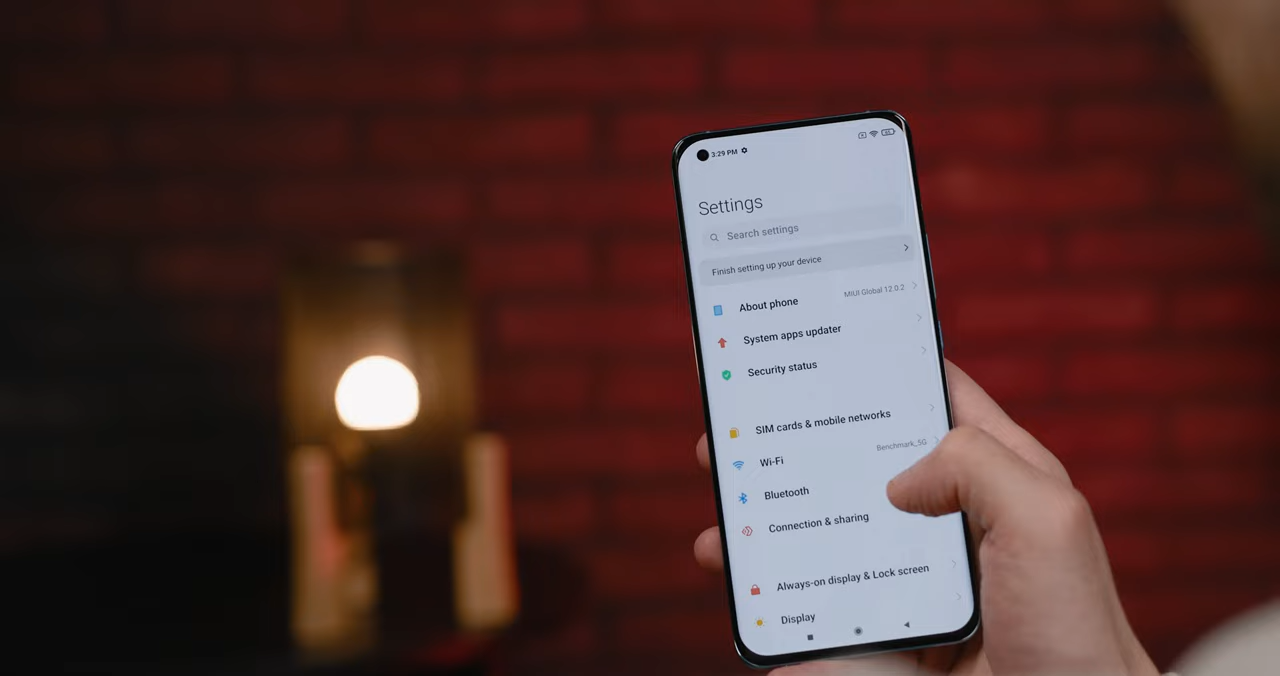 3:29 PM
Settings
Search settings
Finish setting up your device
About phone MIUI Global 12.0.2
System apps updater
Security status
SIM cards & mobile networks
Wi-Fi Benchmark_5G
Bluetooth
Connection & sharing
Always-on display & Lock screen
Display